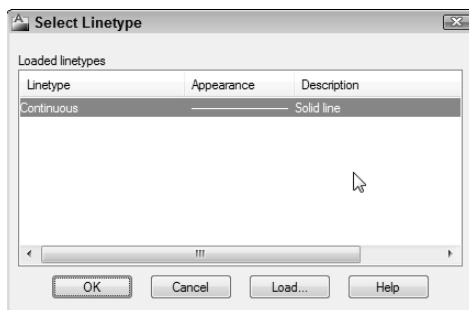 Select Linetype
Loaded linetypes
Linetype Appearance Description
Continuous Solid line
OK Cancel Load... Help